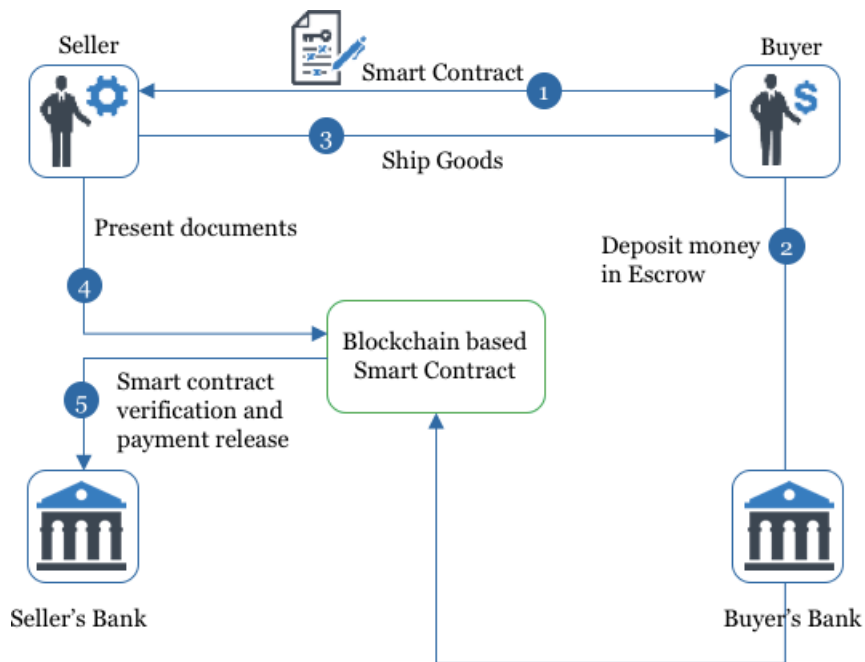 Seller
Buyer
Smart Contract
1
3
Ship Goods
Present documents
Deposit money
in Escrow
2
4
Blockchain based
Smart Contract
5
Smart contract
verification and
payment release
$
Seller's Bank
Buyer's Bank